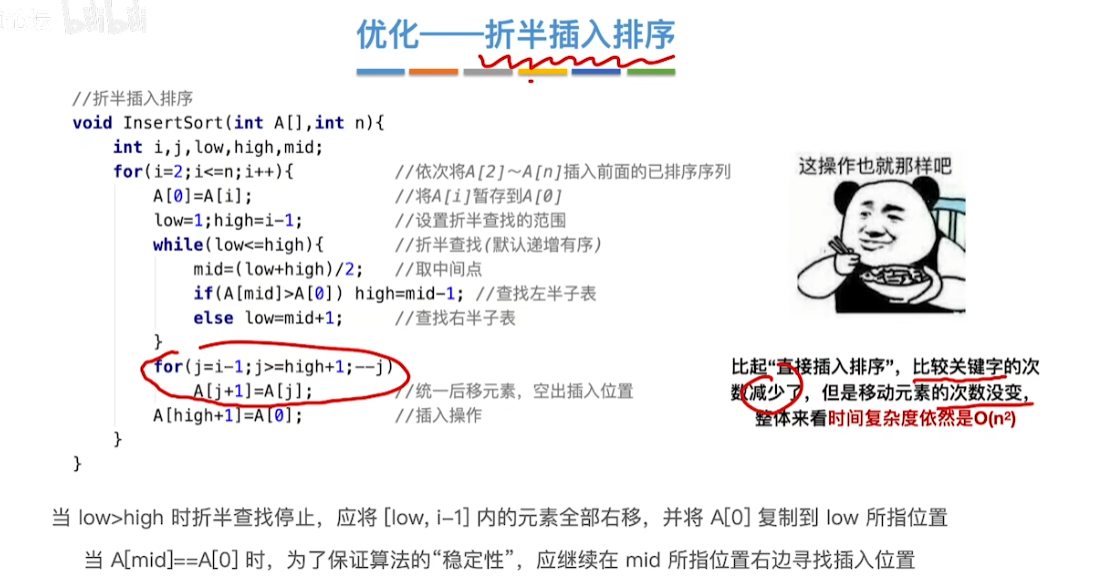 bilibili
优化——折半插入排序
//折半插入排序
void InsertSort(int A[],int n){
int i,j,low,high,mid;
for(i=2;i<=n;i++){ //依次将A[2]～A[n]插入前面的已排序序列
A[0]=A[i]; //将A[i]暂存到A[0]
low=1;high=i-1; //设置折半查找的范围
while(low<=high){ //折半查找(默认递增有序)
mid=(low+high)/2; //取中间点
if(A[mid]>A[0]) high=mid-1; //查找左半子表
else low=mid+1; //查找右半子表
}
for(j=i-1;j>=high+1;--j)
A[j+1]=A[j]; //统一后移元素，空出插入位置
A[high+1]=A[0]; //插入操作
}
}
这操作也就那样吧
比起“直接插入排序”，比较关键字的次
数减少了，但是移动元素的次数没变，
整体来看时间复杂度依然是O(n²)
当 low>high 时折半查找停止，应将 [low, i-1] 内的元素全部右移，并将 A[0] 复制到 low 所指位置
当 A[mid]==A[0] 时，为了保证算法的“稳定性”，应继续在 mid 所指位置右边寻找插入位置